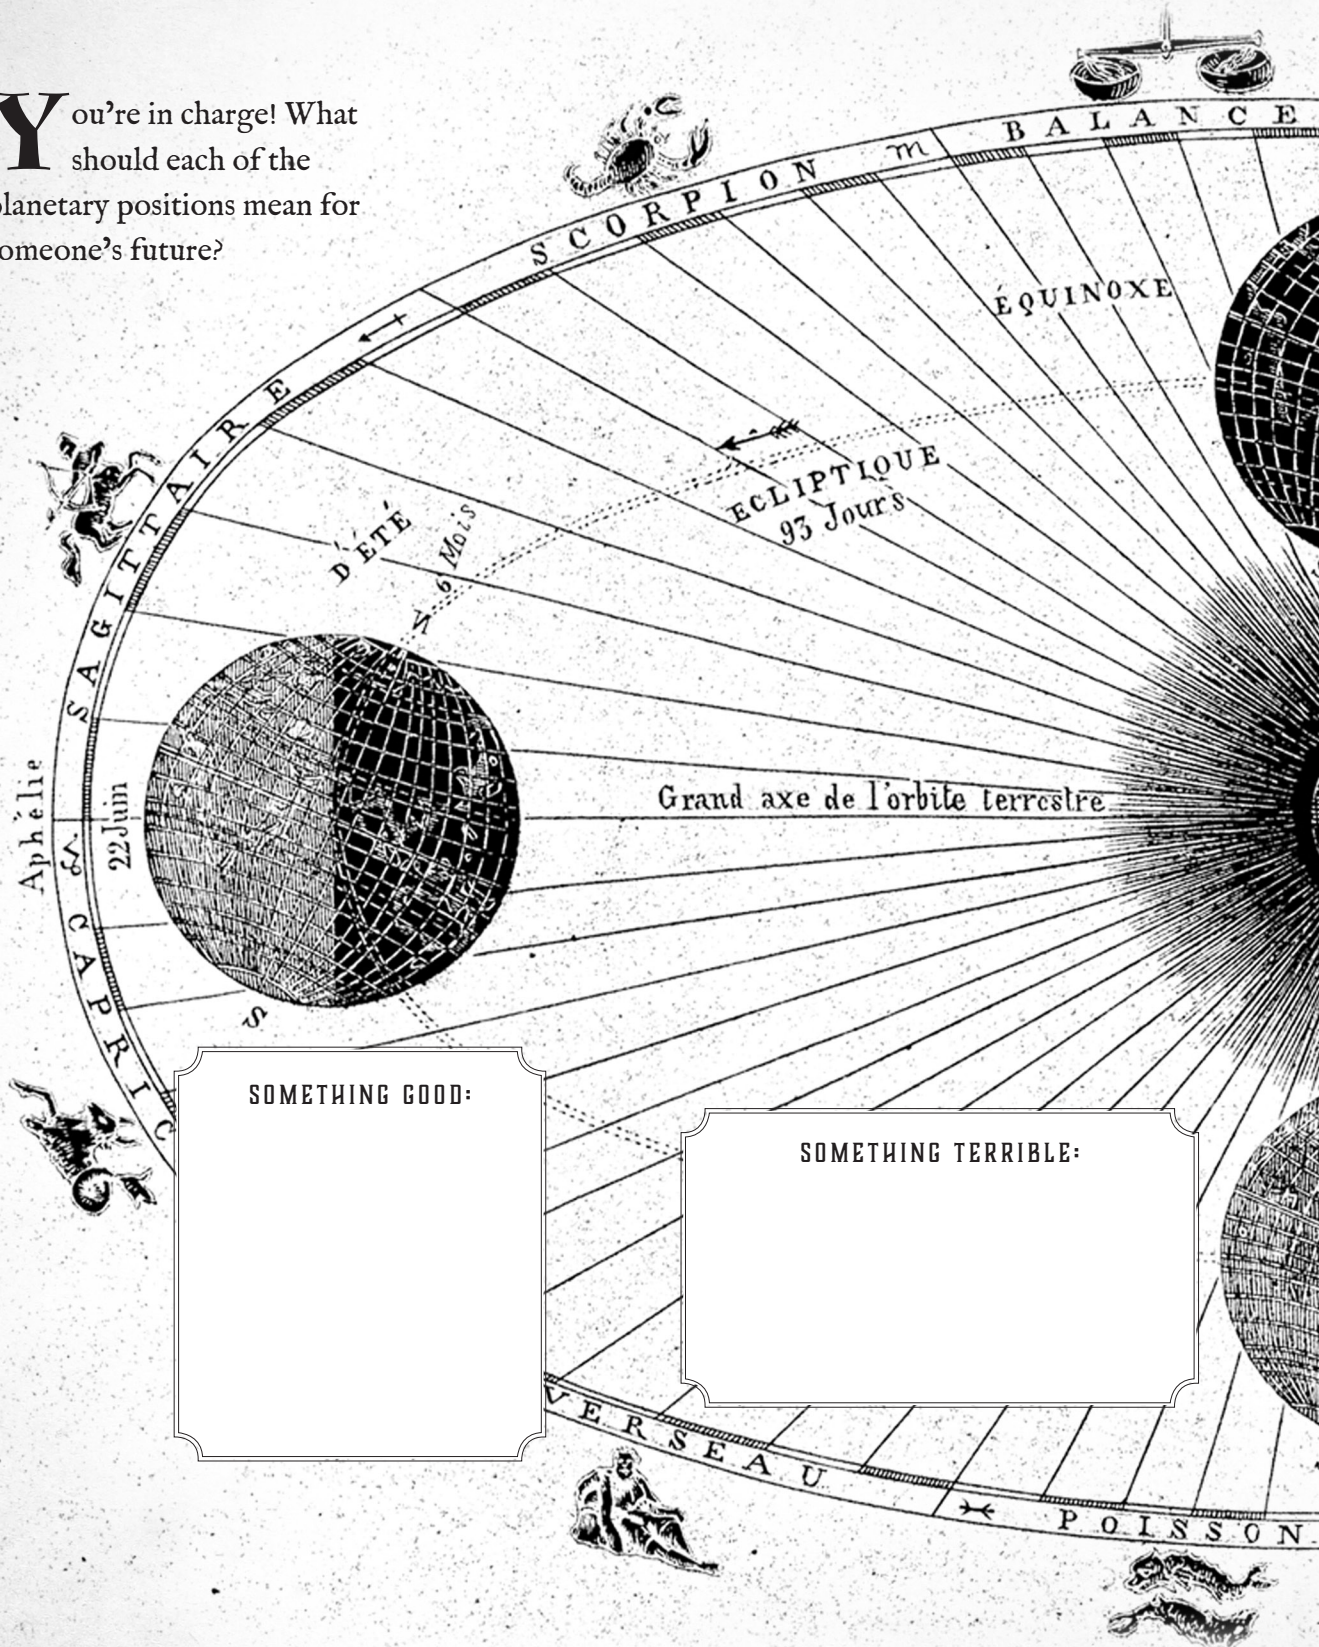 You're in charge! What
should each of the
planetary positions mean for
someone's future?
BALANCE
SCORPION
ÉQUINOXE
SAGITTAIRE
ECLIPTIQUE
93 Jours
D'ÉTÉ
6 Mois
N
Grand axe de l'orbite terrestre
Aphélie
22 Juin
CAPRIC
S
SOMETHING GOOD:
SOMETHING TERRIBLE:
VERSEAU
POISSON